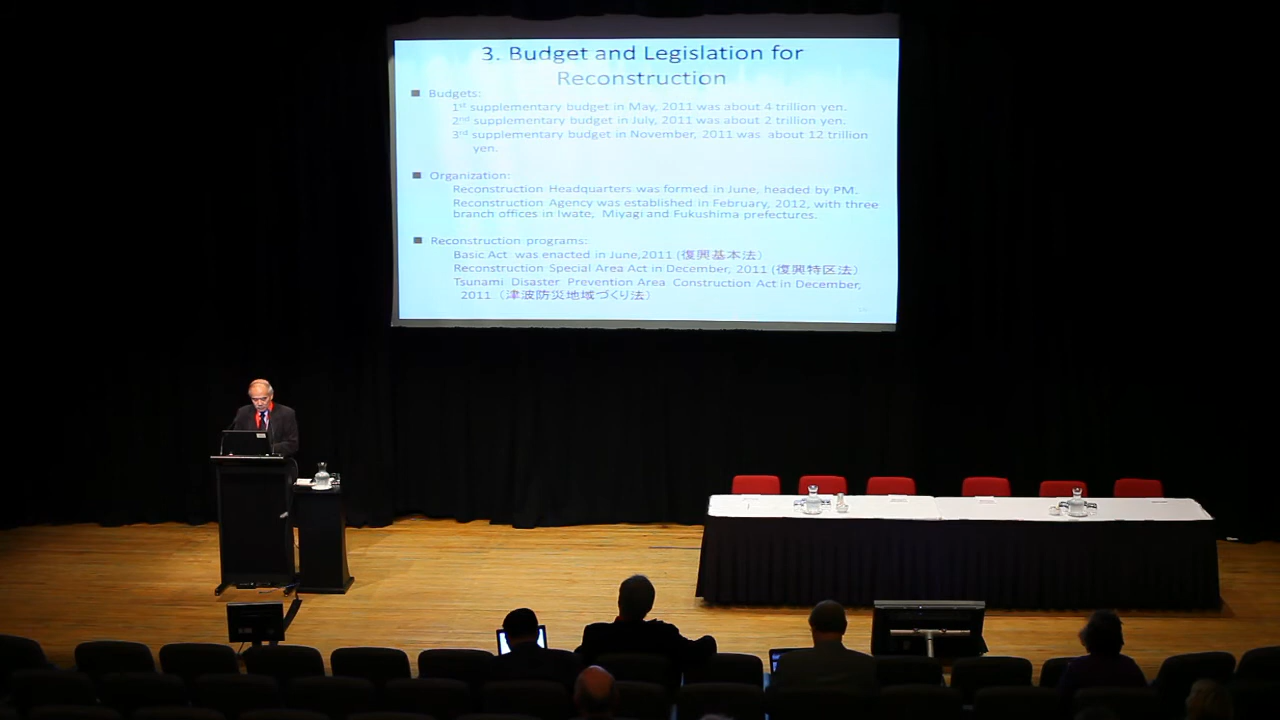 3. Budget and Legislation for
Reconstruction
Budgets:
1st supplementary budget in May, 2011 was about 4 trillion yen.
2nd supplementary budget in July, 2011 was about 2 trillion yen.
3rd supplementary budget in November, 2011 was about 12 trillion
yen.
Organization:
Reconstruction Headquarters was formed in June, headed by PM.
Reconstruction Agency was established in February, 2012, with three
branch offices in Iwate, Miyagi and Fukushima prefectures.
Reconstruction programs:
Basic Act was enacted in June,2011 (復興基本法)
Reconstruction Special Area Act in December, 2011 (復興特区法)
Tsunami Disaster Prevention Area Construction Act in December,
2011 (津波防災地域づくり法)